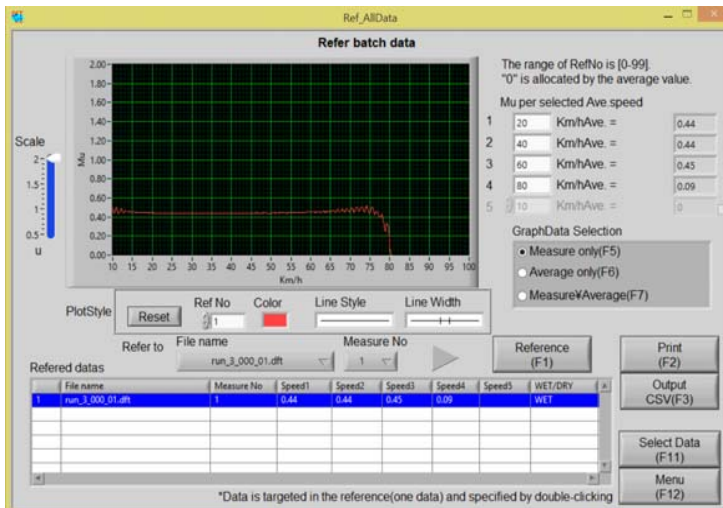 Ref_AllData
Refer batch data
The range of RefNo is [0-99].
"0" is allocated by the average value.
Mu per selected Ave.speed
1 20 Km/hAve. = 0.44
2 40 Km/hAve. = 0.44
3 60 Km/hAve. = 0.45
4 80 Km/hAve. = 0.09
5 10 Km/hAve. = 0
Scale
2-
1.5-
1-
0.5-
u
Mu
2.00-
1.80-
1.60-
1.40-
1.20-
1.00-
0.80-
0.60-
0.40-
0.20-
0.00-
10 15 20 25 30 35 40 45 50 55 60 65 70 75 80 85 90 95 100
Km/h
GraphData Selection
Measure only(F5)
Average only(F6)
Measure¥Average(F7)
PlotStyle
Reset
Ref No Color Line Style Line Width
1
Refer to
File name Measure No
run_3_000_01.dft 1
Reference
(F1)
Print
(F2)
Output
CSV(F3)
Select Data
(F11)
Menu
(F12)
Refered datas
File name Measure No Speed1 Speed2 Speed3 Speed4 Speed5 WET/DRY
1 run_3_000_01.dft 1 0.44 0.44 0.45 0.09 WET
*Data is targeted in the reference(one data) and specified by double-clicking